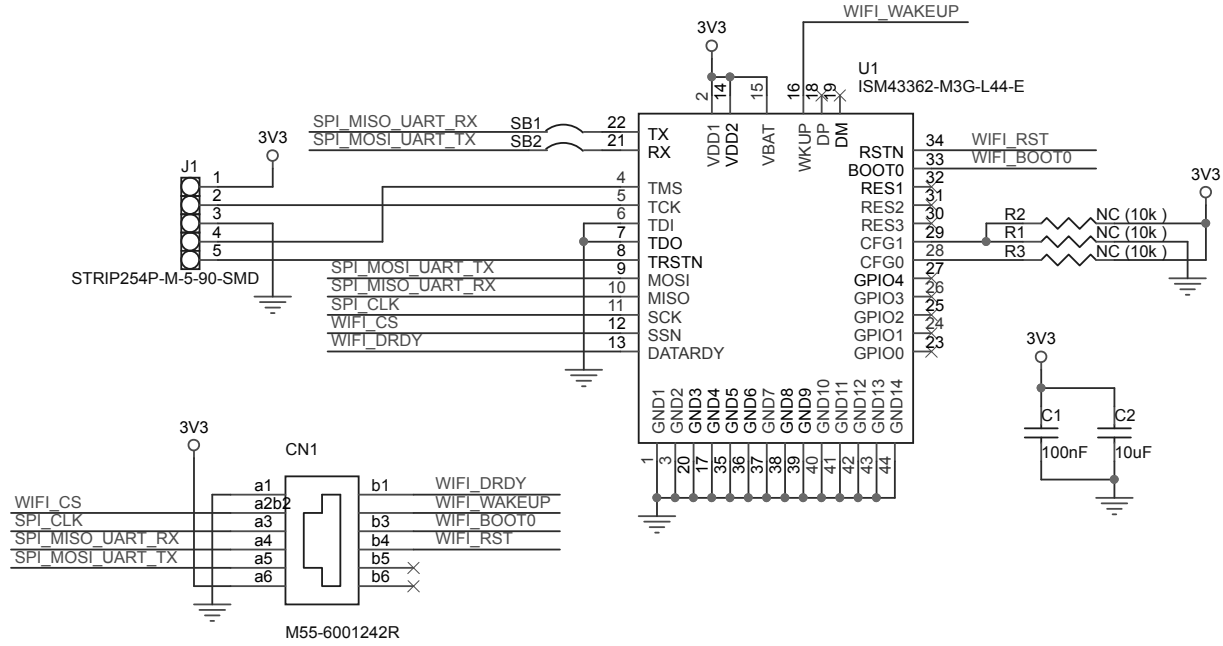 WIFI_WAKEUP
3V3
U1
ISM43362-M3G-L44-E
2
14
15
16
18
19
SPI_MISO_UART_RX SB1 22 TX
SPI_MOSI_UART_TX SB2 21 RX
VDD1
VDD2
VBAT
WKUP
DP
DM
RSTN 34 WIFI_RST
BOOT0 33 WIFI_BOOT0
RES1 32
RES2 31
RES3 30
CFG1 29
CFG0 28
GPIO4 27
GPIO3 26
GPIO2 25
GPIO1 24
GPIO0 23
3V3
R2 NC (10k )
R1 NC (10k )
R3 NC (10k )
3V3
J1
1
2
3
4
5
STRIP254P-M-5-90-SMD
4 TMS
5 TCK
6 TDI
7 TDO
8 TRSTN
SPI_MOSI_UART_TX 9 MOSI
SPI_MISO_UART_RX 10 MISO
SPI_CLK 11 SCK
WIFI_CS 12 SSN
WIFI_DRDY 13 DATARDY
GND1
GND2
GND3
GND4
GND5
GND6
GND7
GND8
GND9
GND10
GND11
GND12
GND13
GND14
1
3
20
17
35
36
37
38
39
40
41
42
43
44
3V3
C1
100nF
C2
10uF
3V3
CN1
a1 b1 WIFI_DRDY
WIFI_CS a2b2 WIFI_WAKEUP
SPI_CLK a3 b3 WIFI_BOOT0
SPI_MISO_UART_RX a4 b4 WIFI_RST
SPI_MOSI_UART_TX a5 b5
a6 b6
M55-6001242R